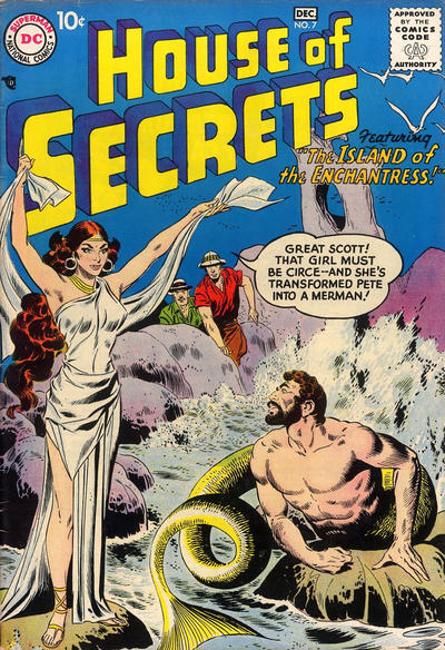 SUPERMAN
DC
NATIONAL COMICS
10¢
DEC.
NO.7
APPROVED
BY THE
COMICS
CODE
CA
AUTHORITY
HOUSE of
SECRETS
Featuring
"The ISLAND of
the ENCHANTRESS!"
GREAT SCOTT!
THAT GIRL MUST
BE CIRCE--AND SHE'S
TRANSFORMED PETE
INTO A MERMAN!